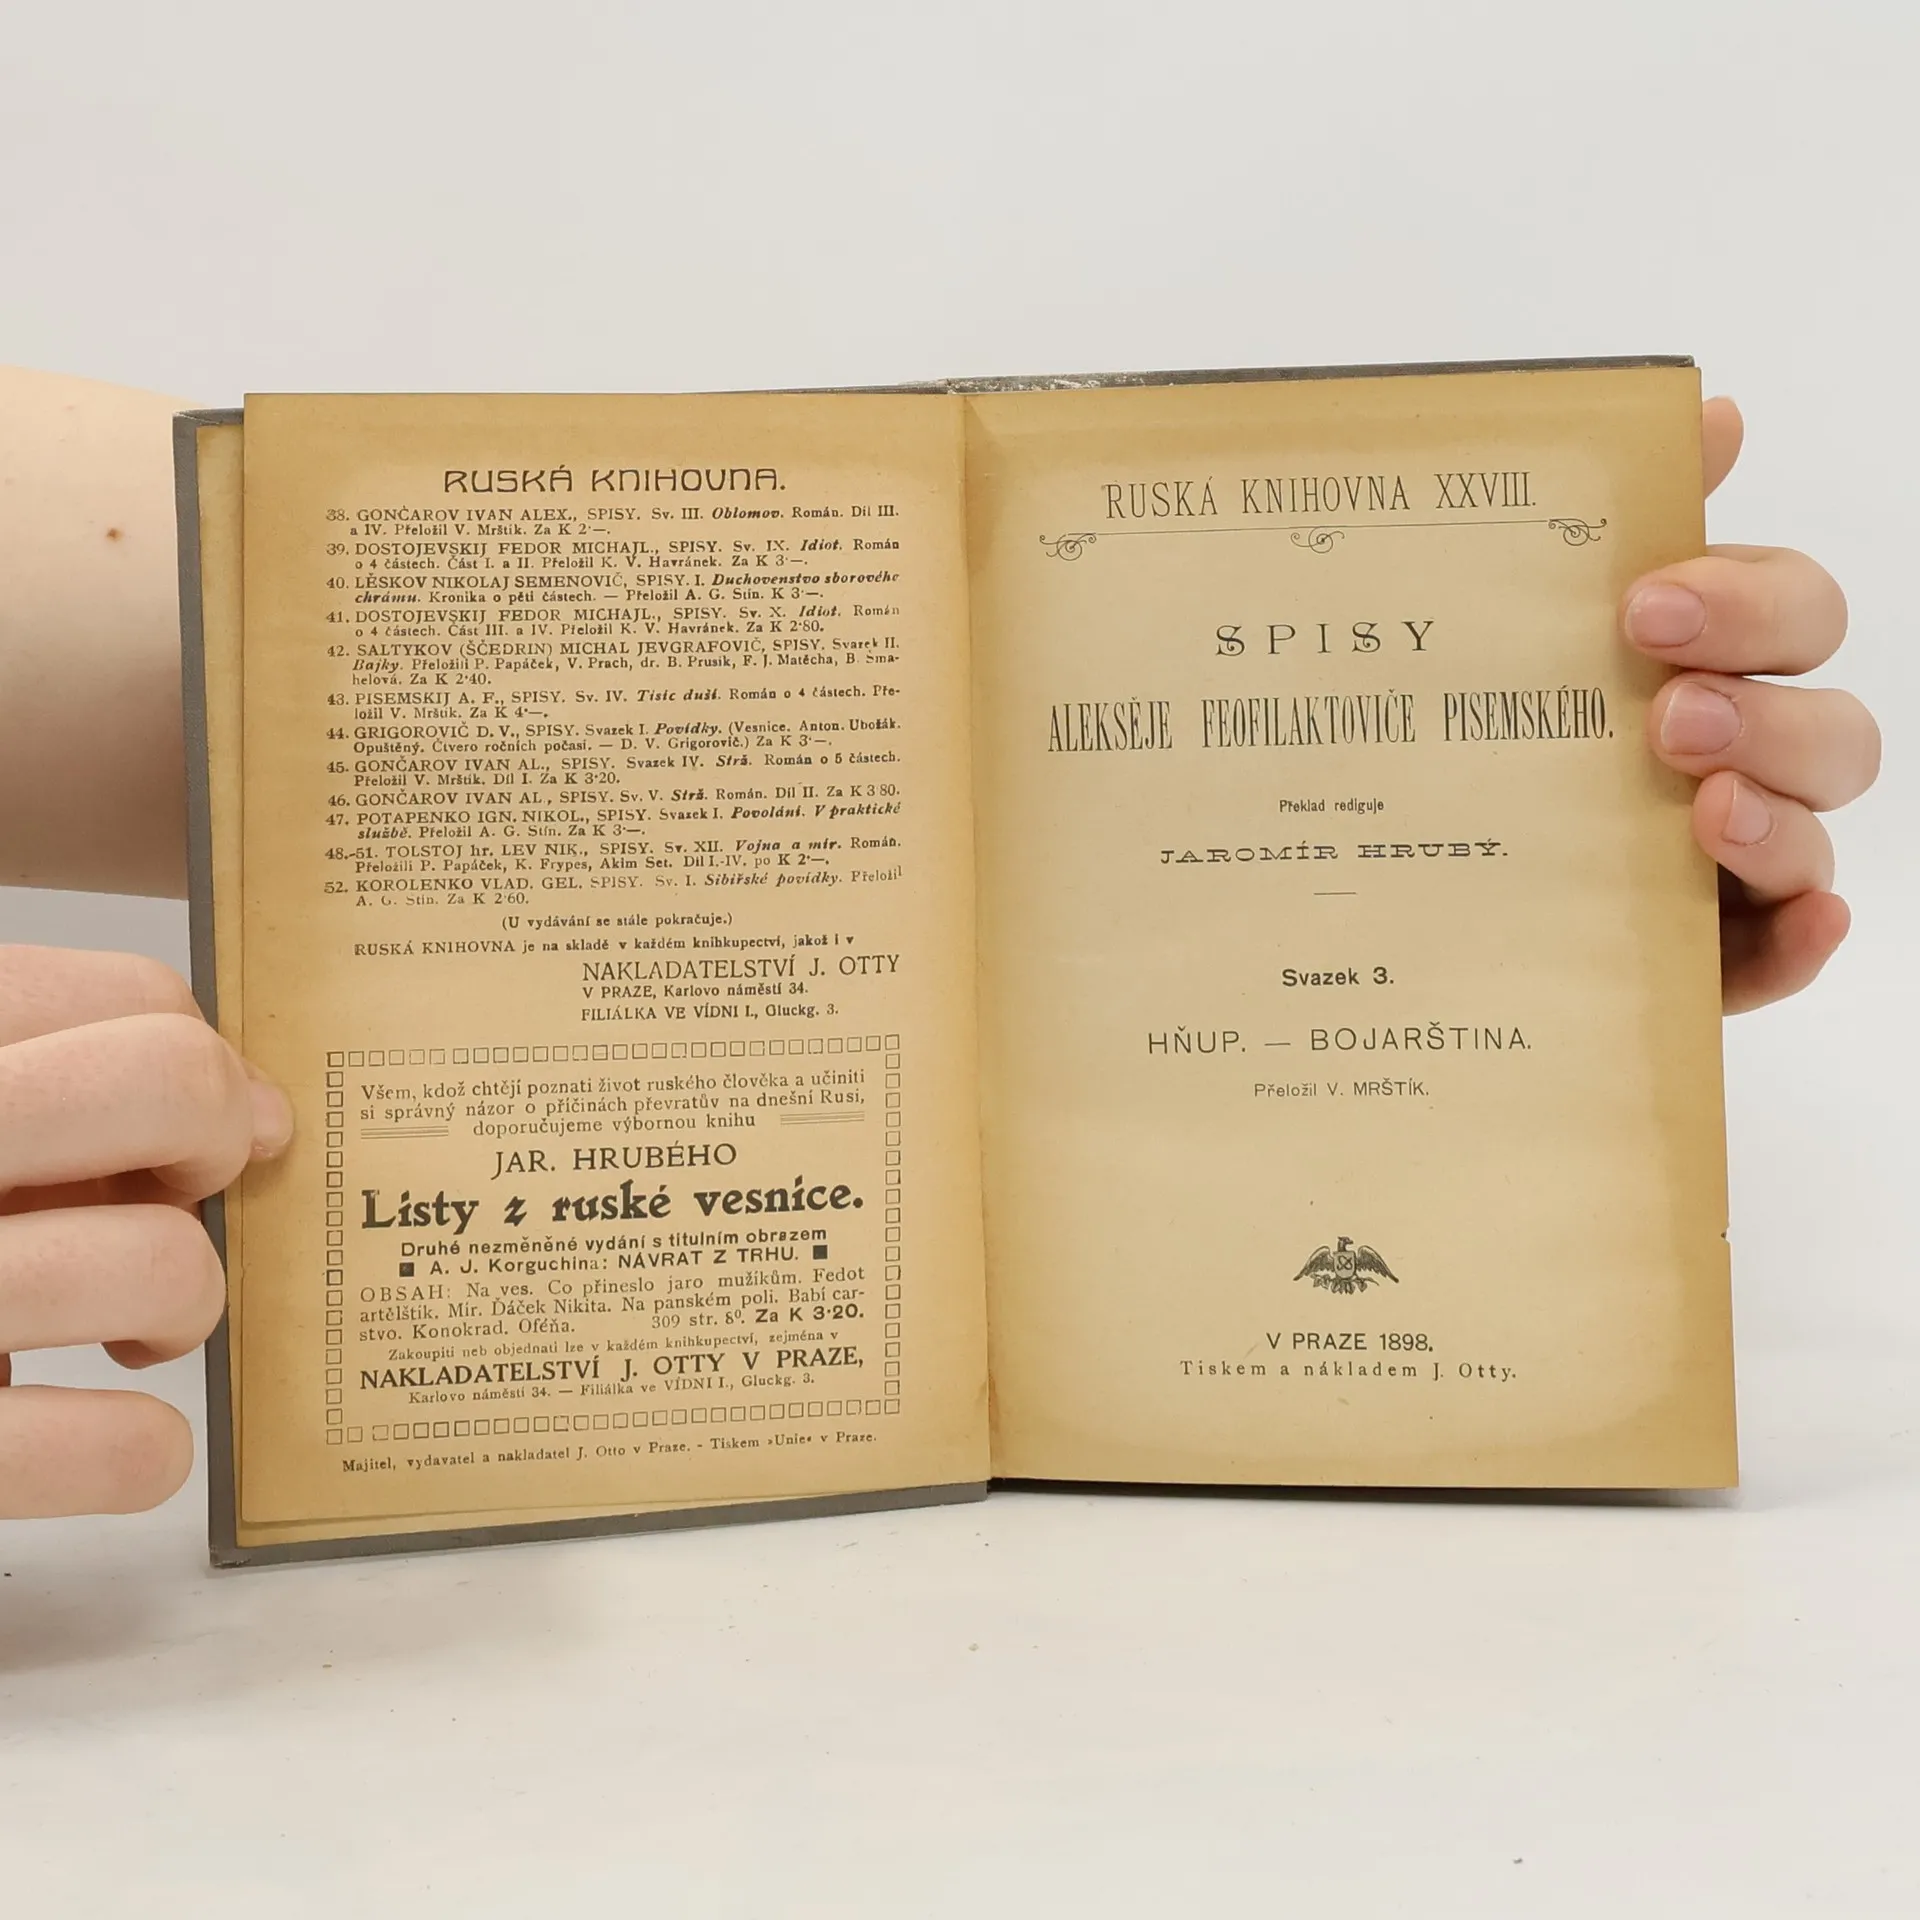 RUSKÁ KNIHOVNA.
38. GONČAROV IVAN ALEX., SPISY. Sv. III. Oblomov. Román. Díl III.
a IV. Přeložil V. Mrštík. Za K 2·—.
39. DOSTOJEVSKIJ FEDOR MICHAJL., SPISY. Sv. IX. Idiot. Román
o 4 částech. Část I. a II. Přeložil K. V. Havránek. Za K 3·—.
40. LĚSKOV NIKOLAJ SEMENOVIČ, SPISY. I. Duchovenstvo sborového
chrámu. Kronika o pěti částech. — Přeložil A. G. Stín. K 3·—.
41. DOSTOJEVSKIJ FEDOR MICHAJL., SPISY. Sv. X. Idiot. Román
o 4 částech. Část III. a IV. Přeložil K. V. Havránek. Za K 2·80.
42. SALTYKOV (ŠČEDRIN) MICHAL JEVGRAFOVIČ, SPISY. Svazek II.
Bajky. Přeložili P. Papáček, V. Prach, dr. B. Prusík, F. J. Matěcha, B. Sma-
helová. Za K 2·40.
43. PISEMSKIJ A. F., SPISY. Sv. IV. Tisíc duší. Román o 4 částech. Pře-
ložil V. Mrštík. Za K 4·—.
44. GRIGOROVIČ D. V., SPISY. Svazek I. Povídky. (Vesnice. Anton. Ubožák.
Opuštěný. Čtvero ročních počasí. — D. V. Grigorovič.) Za K 3·—.
45. GONČAROV IVAN AL., SPISY. Svazek IV. Strž. Román o 5 částech.
Přeložil V. Mrštík. Díl I. Za K 3·20.
46. GONČAROV IVAN AL., SPISY. Sv. V. Strž. Román. Díl II. Za K 3 80.
47. POTAPENKO IGN. NIKOL., SPISY. Svazek I. Povolání. V praktické
službě. Přeložil A. G. Stín. Za K 3·—.
48.-51. TOLSTOJ hr. LEV NIK., SPISY. Sv. XII. Vojna a mír. Román.
Přeložili P. Papáček, K. Frypes, Akim Set. Díl I.-IV. po K 2·—.
52. KOROLENKO VLAD. GEL. SPISY. Sv. I. Sibiřské povídky. Přeložil
A. G. Stín. Za K 2·60.
(U vydávání se stále pokračuje.)
RUSKÁ KNIHOVNA je na skladě v každém knihkupectví, jakož i v
NAKLADATELSTVÍ J. OTTY
V PRAZE, Karlovo náměstí 34.
FILIÁLKA VE VÍDNI I., Gluckg. 3.
Všem, kdož chtějí poznati život ruského člověka a učiniti
si správný názor o příčinách převratův na dnešní Rusi,
doporučujeme výbornou knihu
JAR. HRUBÉHO
Listy z ruské vesnice.
Druhé nezměněné vydání s titulním obrazem
A. J. Korguchina: NÁVRAT Z TRHU.
OBSAH: Na ves. Co přineslo jaro mužíkům. Fedot
artělštik. Mir. Ďáček Nikita. Na panském poli. Babí car-
stvo. Konokrad. Oféňa. 309 str. 8⁰. Za K 3·20.
Zakoupiti neb objednati lze v každém knihkupectví, zejména v
NAKLADATELSTVÍ J. OTTY V PRAZE,
Karlovo náměstí 34. — Filiálka ve VÍDNI I., Gluckg. 3.
Majitel, vydavatel a nakladatel J. Otto v Praze. - Tiskem »Unie« v Praze.
RUSKÁ KNIHOVNA XXVIII.
SPISY
ALEKSĚJE FEOFILAKTOVIČE PISEMSKÉHO.
Překlad rediguje
JAROMÍR HRUBÝ.
Svazek 3.
HŇUP. — BOJARŠTINA.
Přeložil V. MRŠTÍK.
V PRAZE 1898.
Tiskem a nákladem J. Otty.